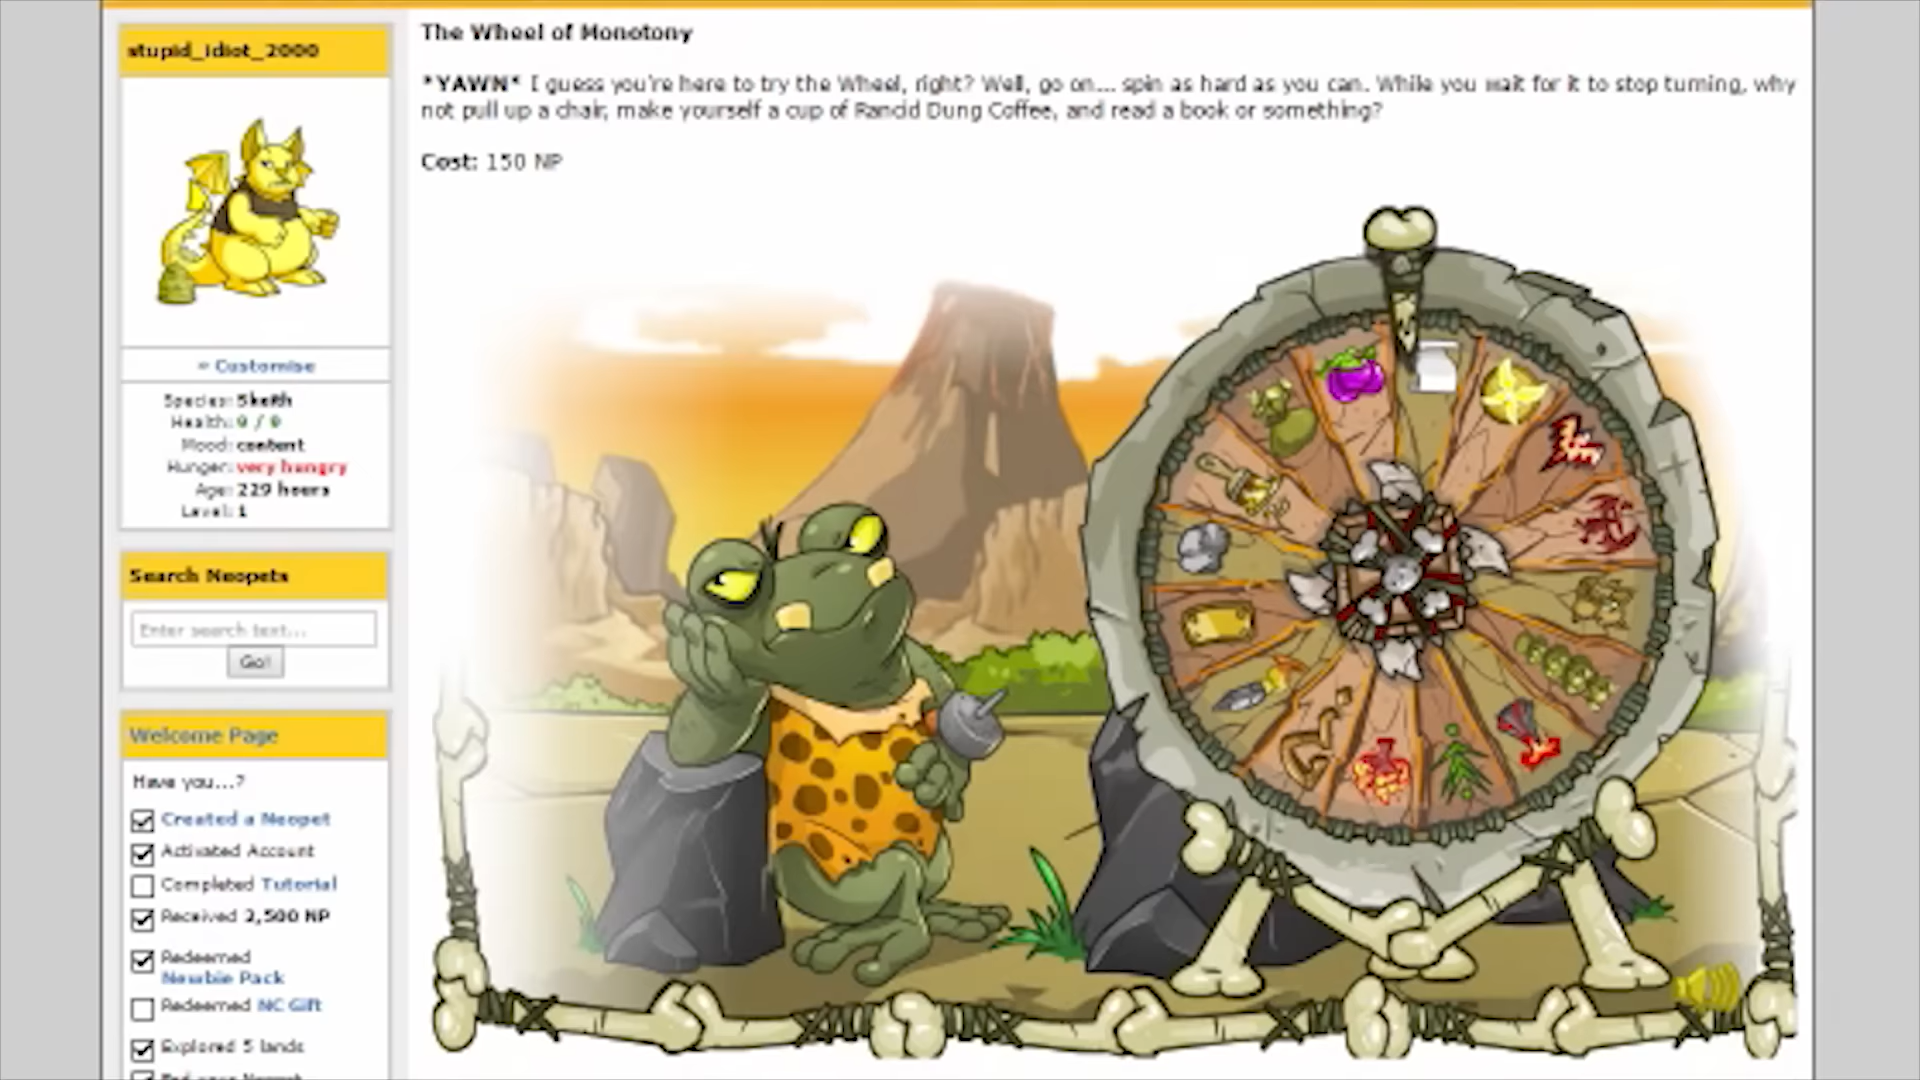 stupid_idiot_2000
» Customise
Species: Skeith
Health: 9 / 9
Mood: content
Hunger: very hungry
Age: 229 hours
Level: 1
Search Neopets
Enter search text...
Go!
Welcome Page
Have you...?
Created a Neopet
Activated Account
Completed Tutorial
Received 3,500 NP
Redeemed
Newbie Pack
Redeemed NC Gift
Explored 5 lands
The Wheel of Monotony
*YAWN* I guess you're here to try the Wheel, right? Well, go on... spin as hard as you can. While you wait for it to stop turning, why
not pull up a chair, make yourself a cup of Rancid Dung Coffee, and read a book or something?
Cost: 150 NP